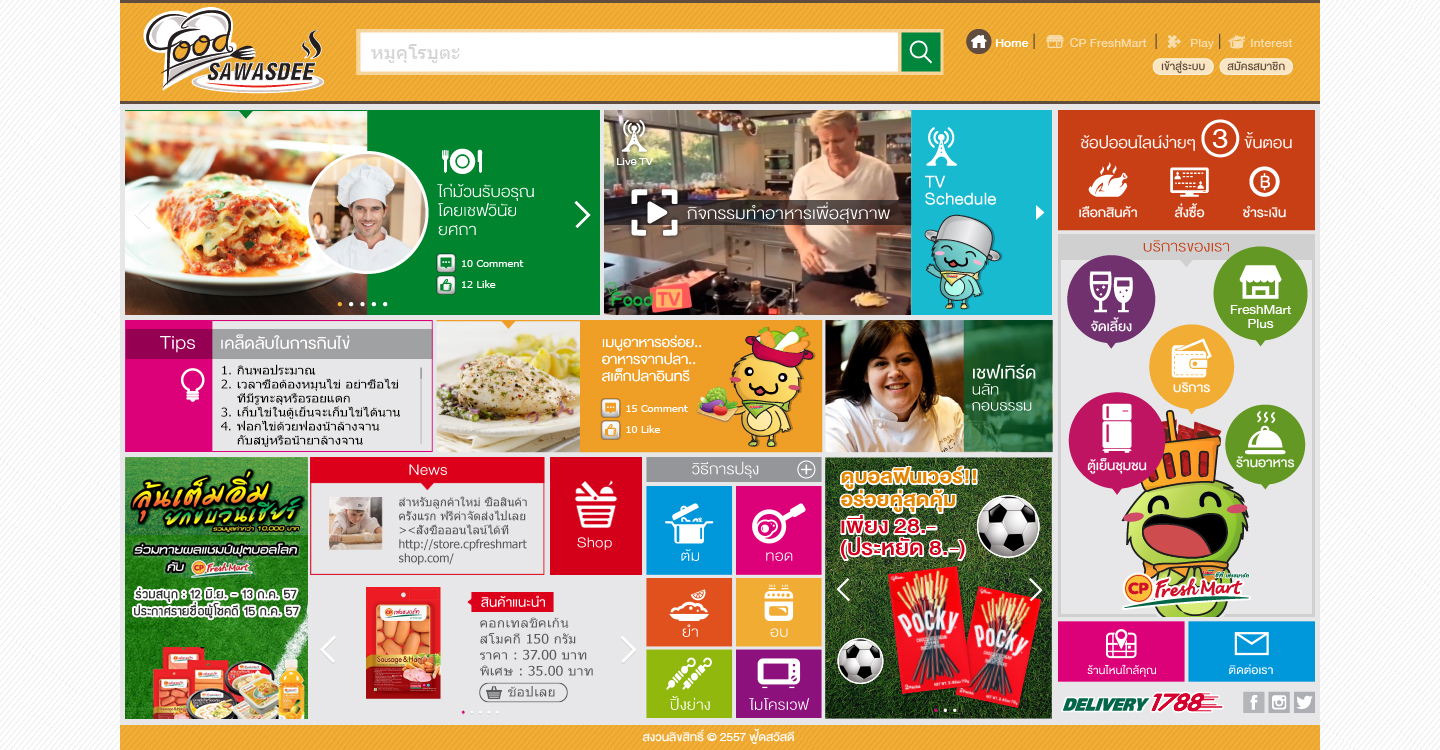 food
SAWASDEE
หมูคุโรบูตะ
Home
CP FreshMart
Play
Interest
เข้าสู่ระบบ
สมัครสมาชิก
ไก่ม้วนรับอรุณ
โดยเชฟวินัย
ยศถา
10 Comment
12 Like
Live TV
กิจกรรมทำอาหารเพื่อสุขภาพ
Food TV
TV
Schedule
ช้อปออนไลน์ง่ายๆ 3 ขั้นตอน
เลือกสินค้า
สั่งซื้อ
ชำระเงิน
บริการของเรา
จัดเลี้ยง
FreshMart
Plus
บริการ
ตู้เย็นชุมชน
ร้านอาหาร
CP FreshMart
Tips
เคล็ดลับในการกินไข่
1. กินพอประมาณ
2. เวลาซื้อต้องหมุนไข่ อย่าซื้อไข่
ที่มีรูทะลุหรือรอยแตก
3. เก็บไข่ในตู้เย็นจะเก็บไข่ได้นาน
4. ฟอกไข่ด้วยฟองน้ำล้างจาน
กับสบู่หรือน้ำยาล้างจาน
เมนูอาหารอร่อย..
อาหารจากปลา..
สเต็กปลาอินทรี
15 Comment
10 Like
เชฟเทิร์ด
นลัท
กอบธรรม
ลุ้นเต็มอิ่ม
ยกขบวนเชียร์
รวมมูลค่ากว่า 10,000 บาท
ร่วมทายผลแชมป์ฟุตบอลโลก
กับ CP FreshMart
ร่วมสนุก : 12 มิ.ย. – 13 ก.ค. 57
ประกาศรายชื่อผู้โชคดี 15 ก.ค. 57
News
สำหรับลูกค้าใหม่ ซื้อสินค้า
ครั้งแรก ฟรีค่าจัดส่งไปเลย
><สั่งซื้อออนไลน์ได้ที่
http://store.cpfreshmart
shop.com/
Shop
สินค้าแนะนำ
คอกเทลชิคเก้น
สโมคกี้ 150 กรัม
ราคา : 37.00 บาท
พิเศษ : 35.00 บาท
ช้อปเลย
Sausage & Ham
วิธีการปรุง
ต้ม
ทอด
ยำ
อบ
ปิ้งย่าง
ไมโครเวฟ
ดูบอลฟินเวอร์!!
อร่อยคู่สุดคุ้ม
เพียง 28.–
(ประหยัด 8.–)
POCKY
POCKY
ร้านไหนใกล้คุณ
ติดต่อเรา
DELIVERY 1788
สงวนลิขสิทธิ์ © 2557 ฟู้ดสวัสดี